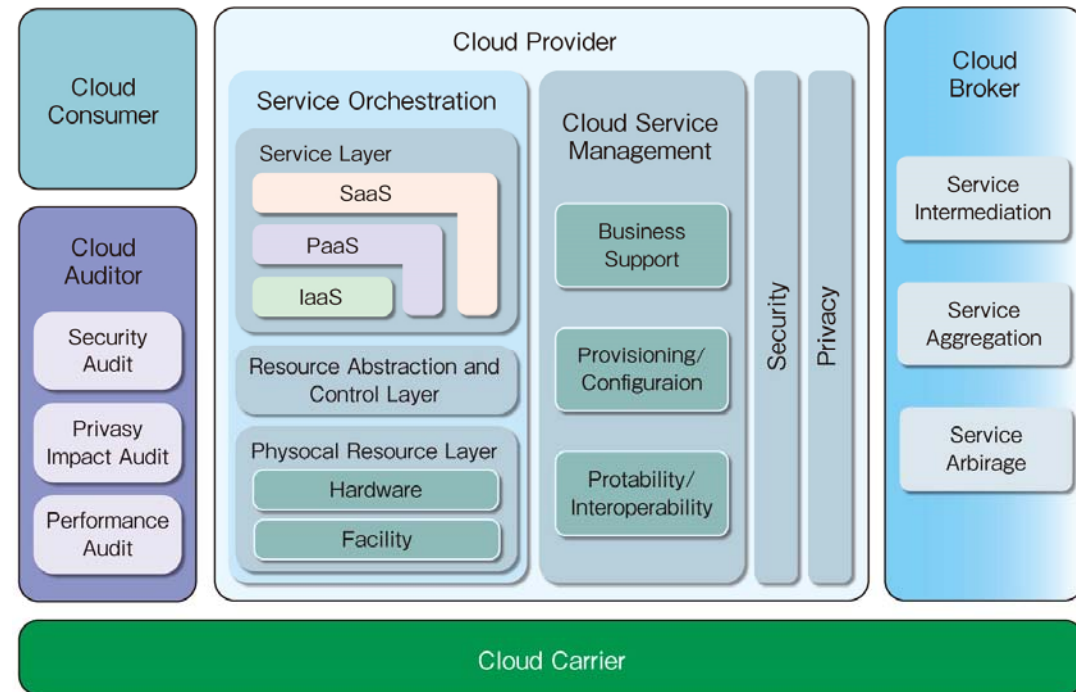 Cloud
Consumer
Cloud
Auditor
Security
Audit
Privasy
Impact Audit
Performance
Audit
Cloud Provider
Service Orchestration
Service Layer
SaaS
PaaS
IaaS
Resource Abstraction and
Control Layer
Physocal Resource Layer
Hardware
Facility
Cloud Service
Management
Business
Support
Provisioning/
Configuraion
Protability/
Interoperability
Security
Privacy
Cloud
Broker
Service
Intermediation
Service
Aggregation
Service
Arbirage
Cloud Carrier